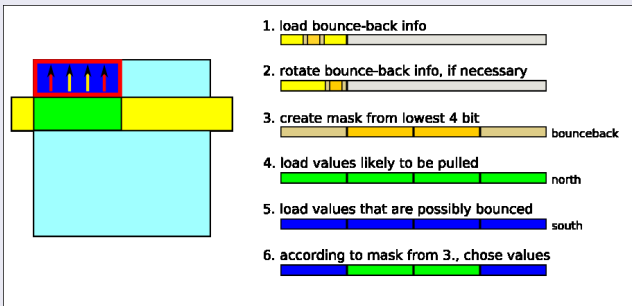 1. load bounce-back info
2. rotate bounce-back info, if necessary
3. create mask from lowest 4 bit
bounceback
4. load values likely to be pulled
north
5. load values that are possibly bounced
south
6. according to mask from 3., chose values